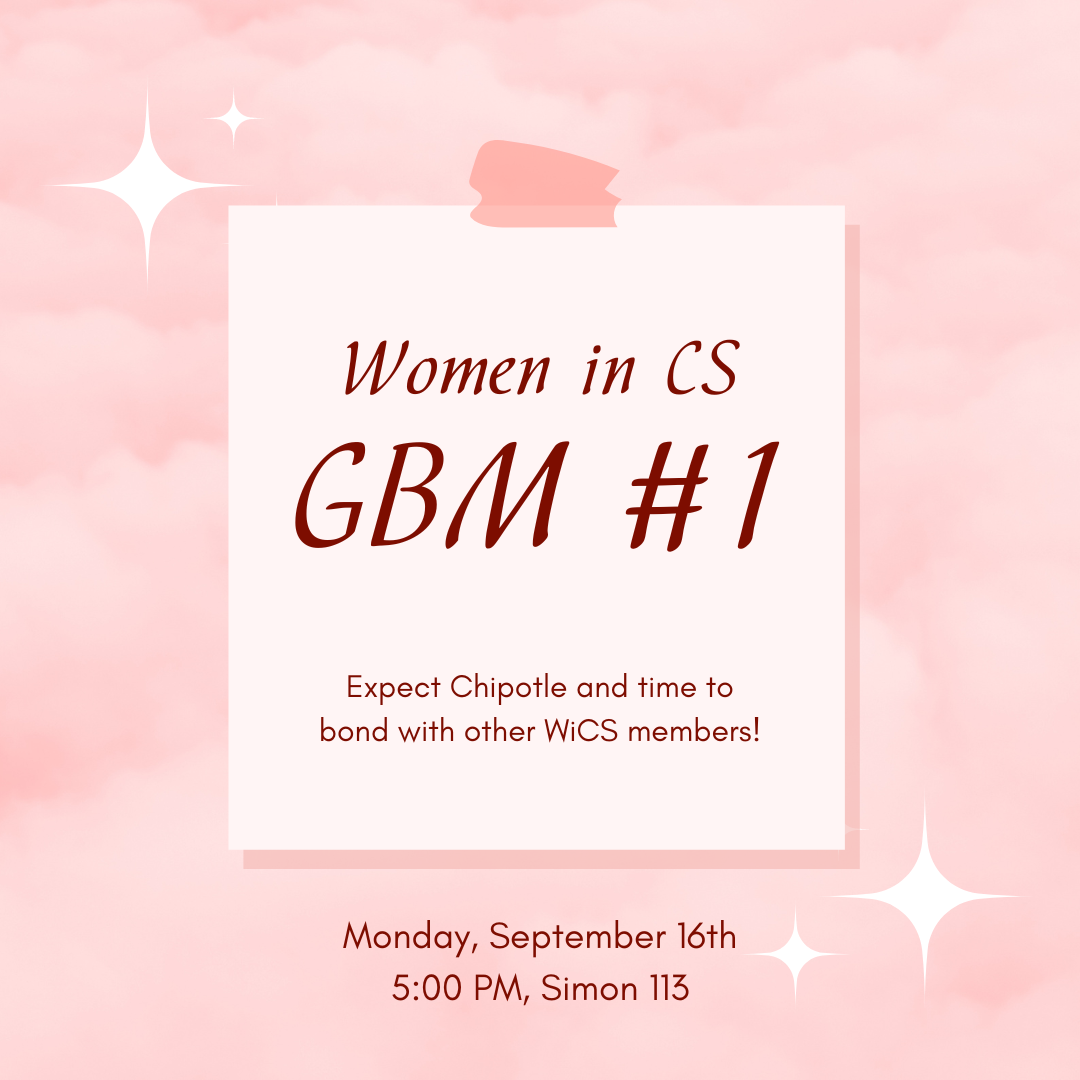 Women in CS
GBM #1
Expect Chipotle and time to
bond with other WiCS members!
Monday, September 16th
5:00 PM, Simon 113